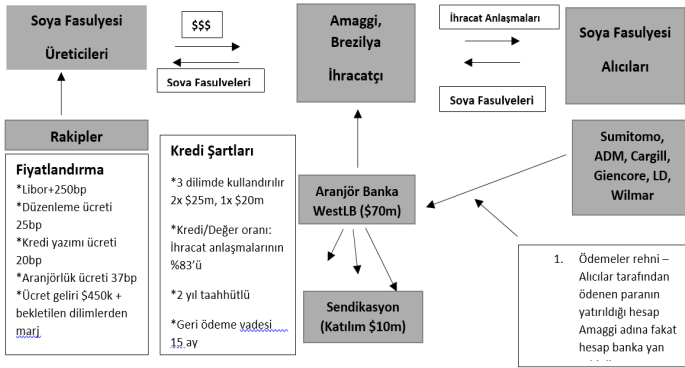 Soya Fasulyesi
Üreticileri
$$$
Soya Fasulyeleri
Amaggi,
Brezilya
İhracatçı
İhracat Anlaşmaları
Soya Fasulyeleri
Soya Fasulyesi
Alıcıları
Rakipler
Fiyatlandırma
*Libor+250bp
*Düzenleme ücreti
25bp
*Kredi yazımı ücreti
20bp
*Aranjörlük ücreti 37bp
*Ücret geliri $450k +
bekletilen dilimlerden
marj
Kredi Şartları
*3 dilimde kullandırılır
2x $25m, 1x $20m
*Kredi/Değer oranı:
İhracat anlaşmalarının
%83'ü
*2 yıl taahhütlü
*Geri ödeme vadesi
15 ay
Aranjör Banka
WestLB ($70m)
Sendikasyon
(Katılım $10m)
Sumitomo,
ADM, Cargill,
Giencore, LD,
Wilmar
1. Ödemeler rehni –
Alıcılar tarafından
ödenen paranın
yatırıldığı hesap
Amaggi adına fakat
hesap banka yan